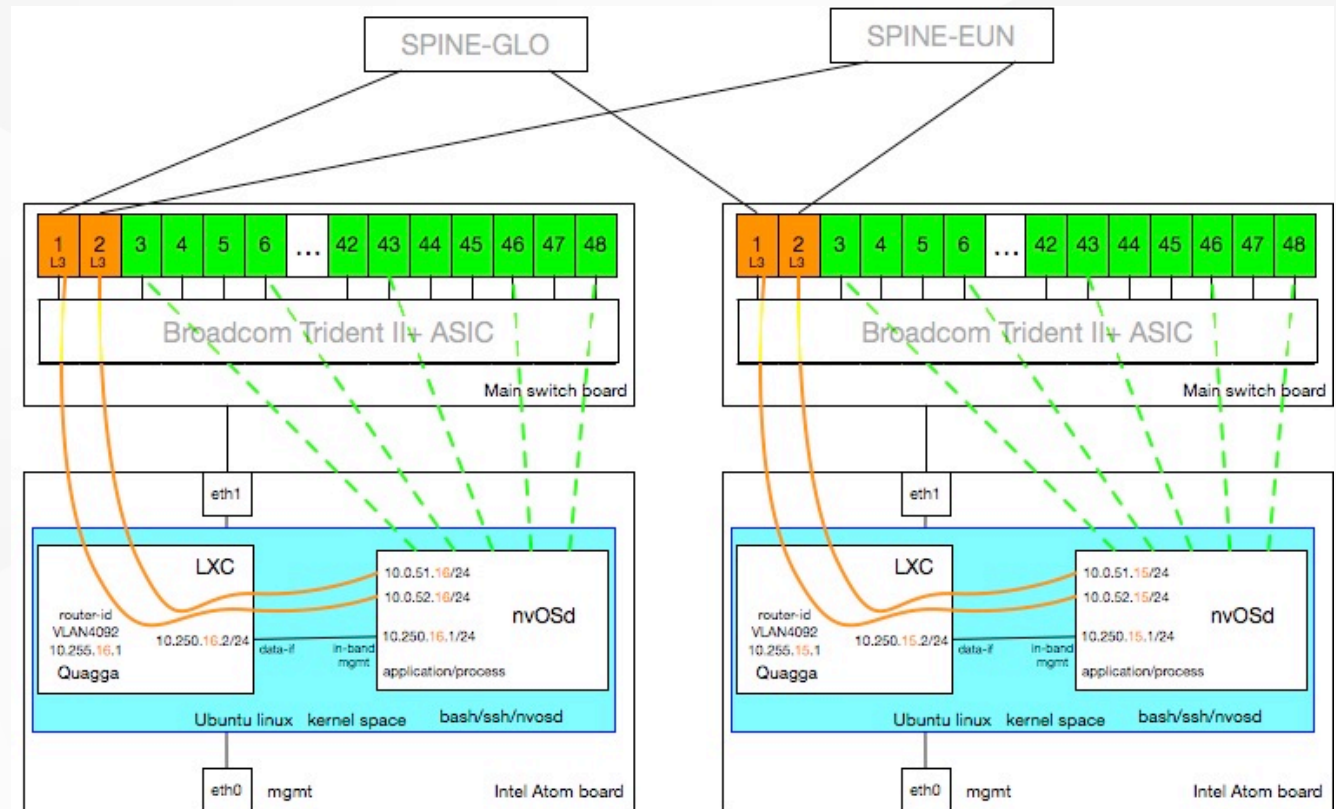 SPINE-GLO
SPINE-EUN
1 2 3 4 5 6 ... 42 43 44 45 46 47 48
L3 L3
Broadcom Trident II+ ASIC
Main switch board
eth1
LXC
router-id
VLAN4092
10.255.16.1
Quagga
10.250.16.2/24
data-if
in-band
mgmt
10.0.51.16/24
10.0.52.16/24
nvOSd
10.250.16.1/24
application/process
Ubuntu linux kernel space bash/ssh/nvosd
eth0 mgmt
Intel Atom board
1 2 3 4 5 6 ... 42 43 44 45 46 47 48
L3 L3
Broadcom Trident II+ ASIC
Main switch board
eth1
LXC
router-id
VLAN4092
10.255.15.1
Quagga
10.250.15.2/24
data-if
in-band
mgmt
10.0.51.15/24
10.0.52.15/24
nvOSd
10.250.15.1/24
application/process
Ubuntu linux kernel space bash/ssh/nvosd
eth0 mgmt
Intel Atom board